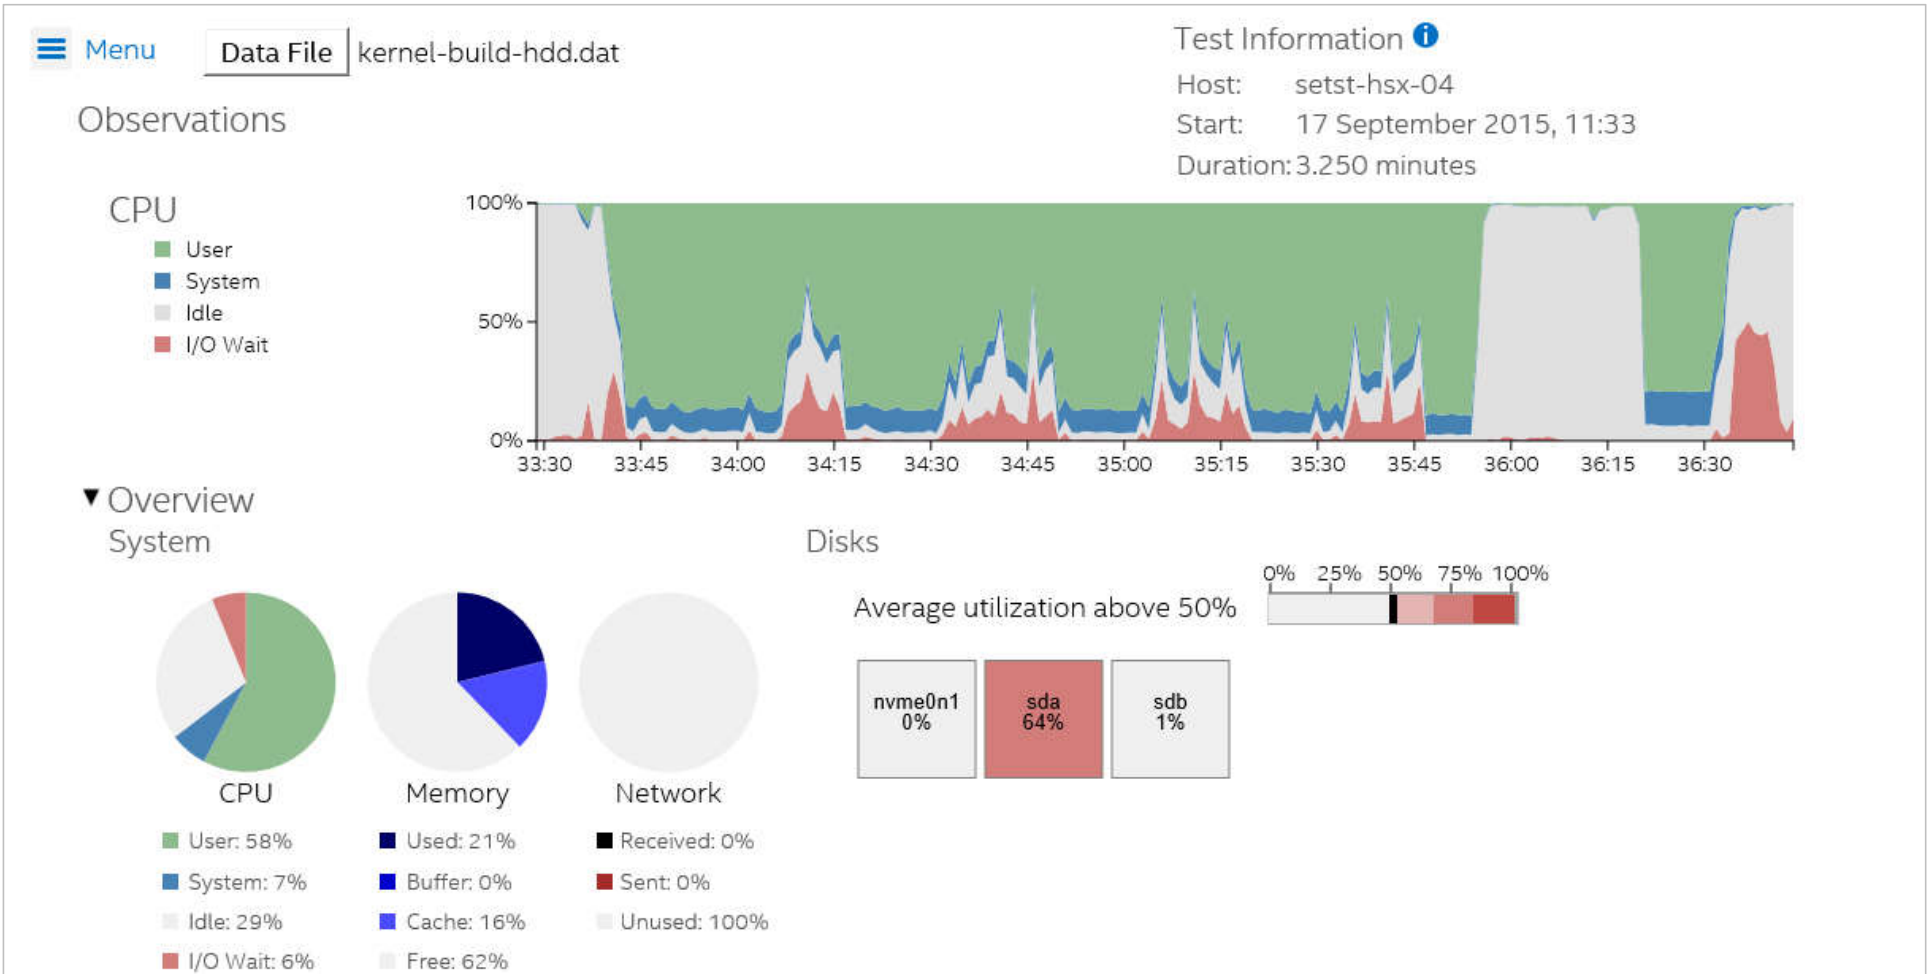 Menu
Data File kernel-build-hdd.dat
Test Information i
Host: setst-hsx-04
Start: 17 September 2015, 11:33
Duration: 3.250 minutes
Observations
CPU
User
System
Idle
I/O Wait
100%
50%
0%
33:30 33:45 34:00 34:15 34:30 34:45 35:00 35:15 35:30 35:45 36:00 36:15 36:30
Overview
System
Disks
0% 25% 50% 75% 100%
Average utilization above 50%
nvme0n1
0%
sda
64%
sdb
1%
CPU
User: 58%
System: 7%
Idle: 29%
I/O Wait: 6%
Memory
Used: 21%
Buffer: 0%
Cache: 16%
Free: 62%
Network
Received: 0%
Sent: 0%
Unused: 100%